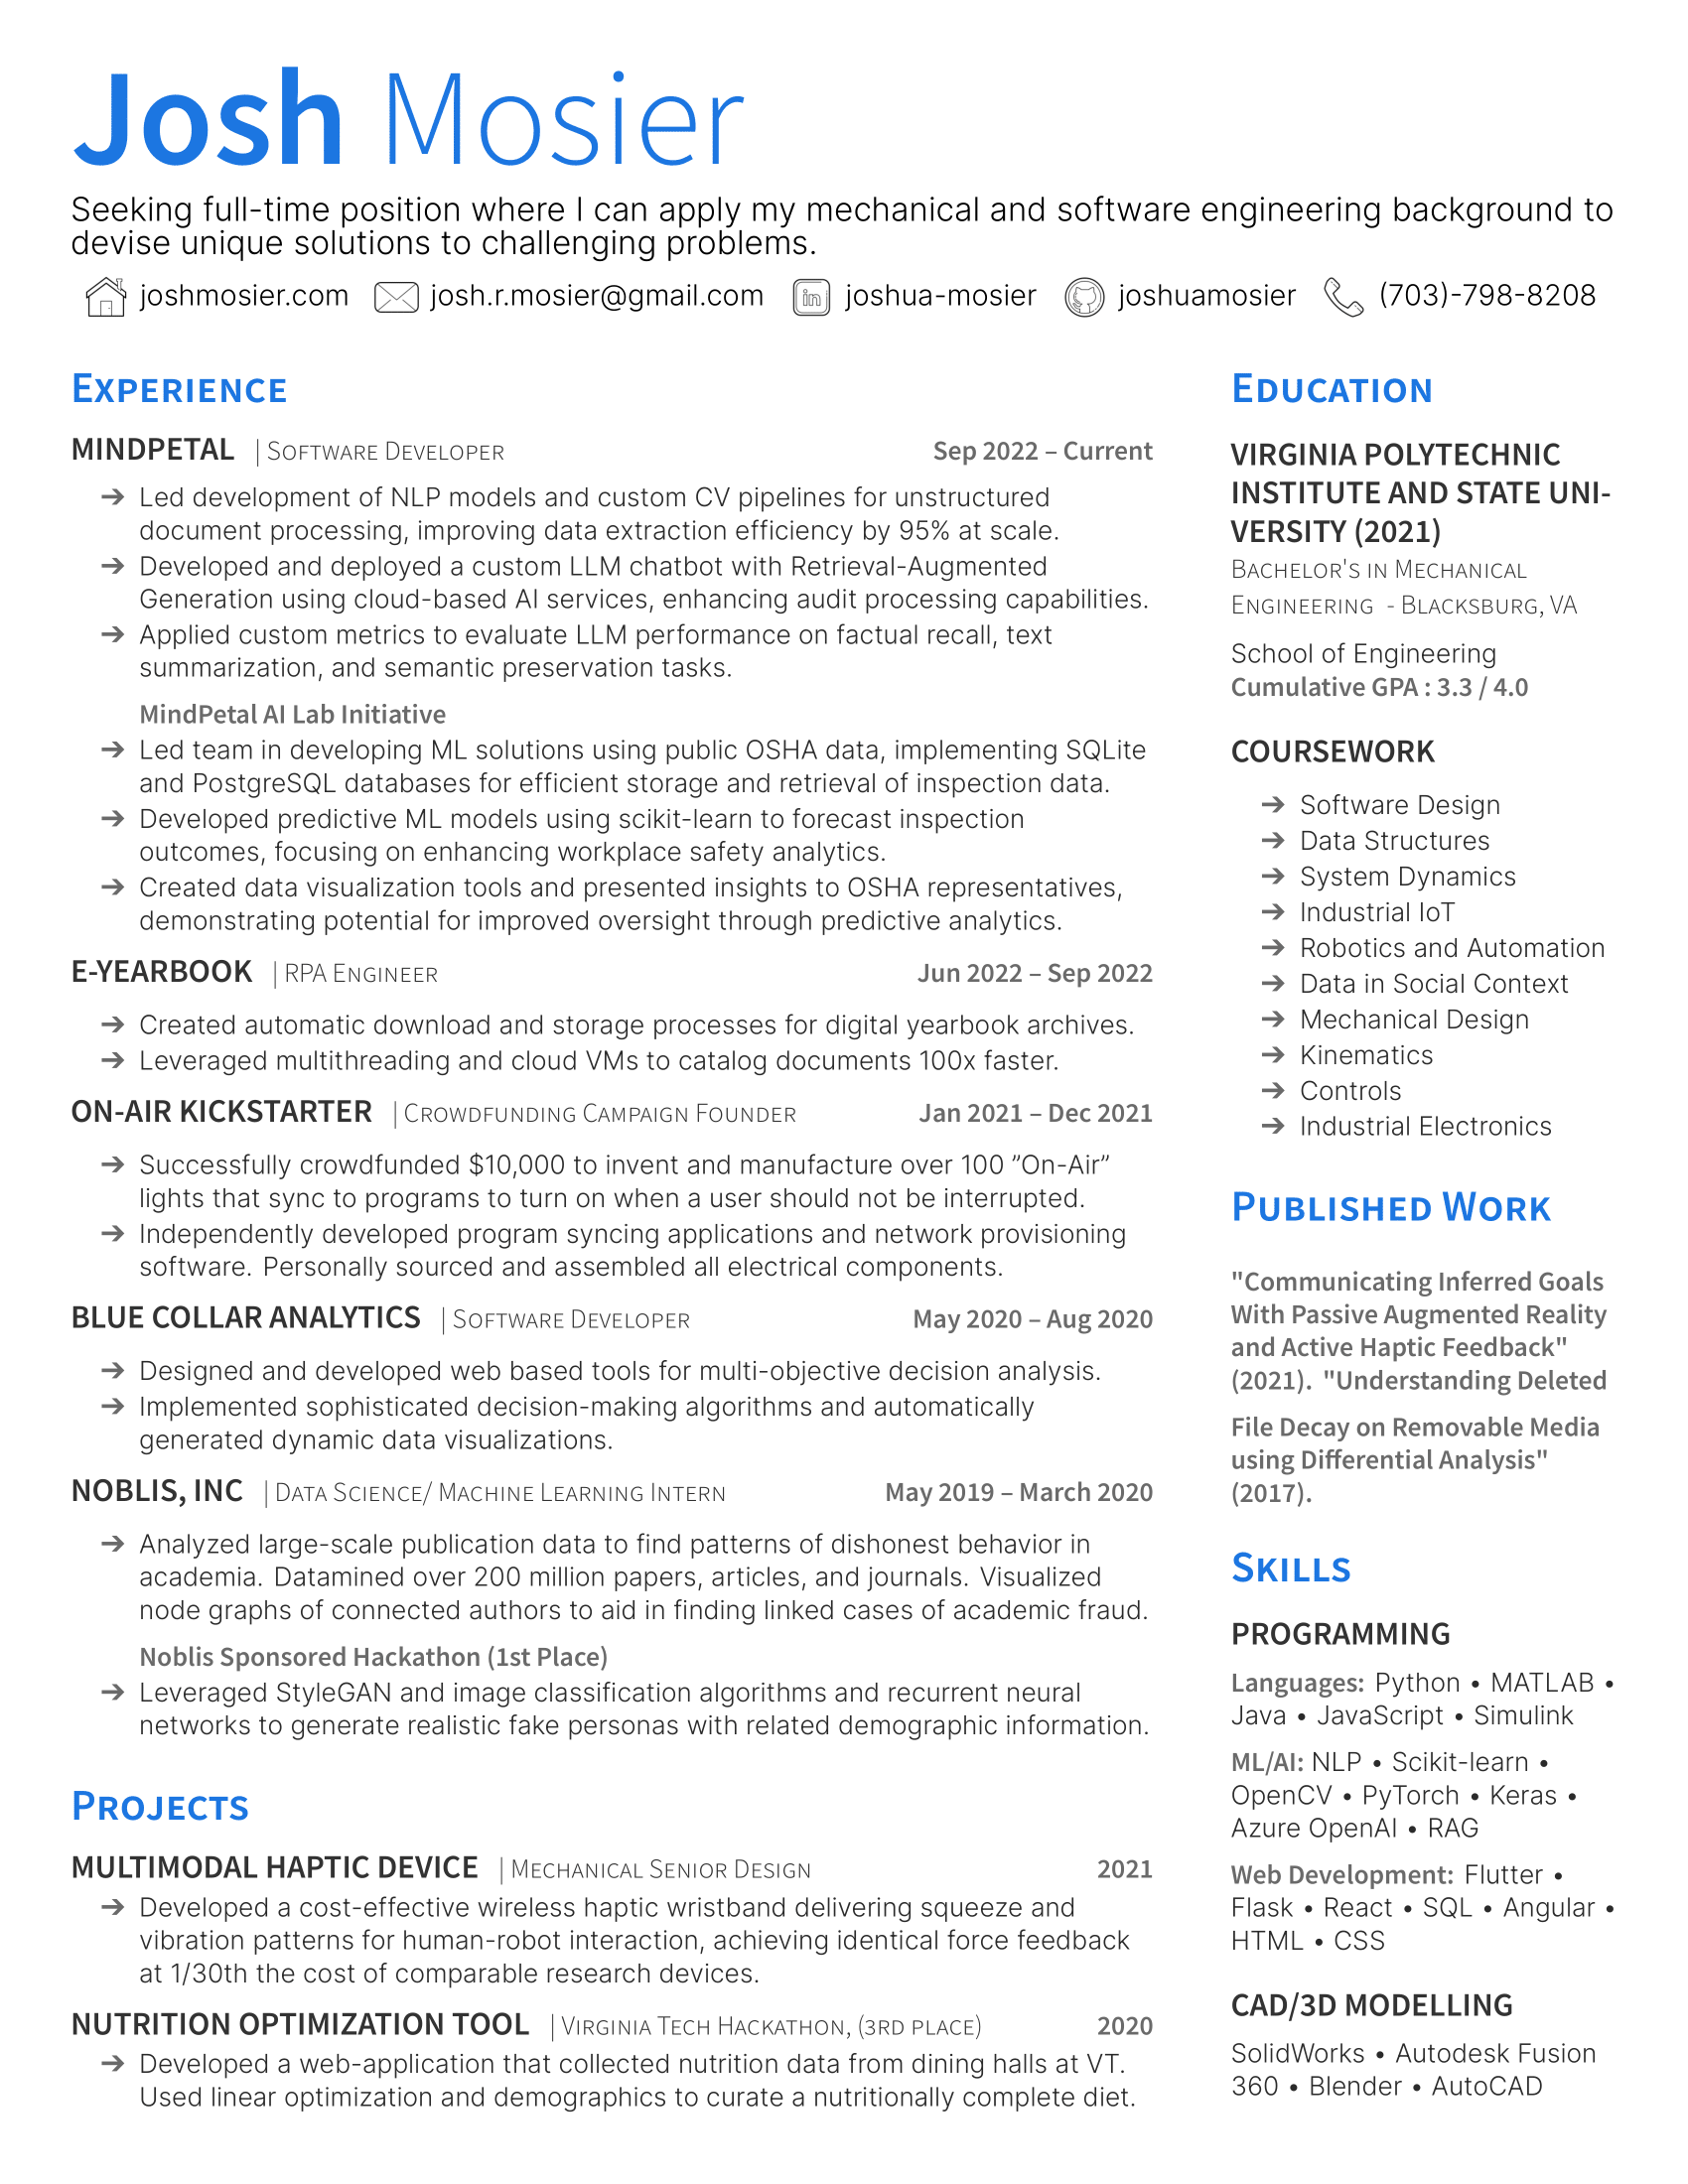 Josh Mosier
Seeking full-time position where I can apply my mechanical and software engineering background to
devise unique solutions to challenging problems.
joshmosier.com josh.r.mosier@gmail.com joshua-mosier joshuamosier (703)-798-8208
EXPERIENCE
MINDPETAL | SOFTWARE DEVELOPER Sep 2022 – Current
➔ Led development of NLP models and custom CV pipelines for unstructured
document processing, improving data extraction efficiency by 95% at scale.
➔ Developed and deployed a custom LLM chatbot with Retrieval-Augmented
Generation using cloud-based AI services, enhancing audit processing capabilities.
➔ Applied custom metrics to evaluate LLM performance on factual recall, text
summarization, and semantic preservation tasks.
MindPetal AI Lab Initiative
➔ Led team in developing ML solutions using public OSHA data, implementing SQLite
and PostgreSQL databases for efficient storage and retrieval of inspection data.
➔ Developed predictive ML models using scikit-learn to forecast inspection
outcomes, focusing on enhancing workplace safety analytics.
➔ Created data visualization tools and presented insights to OSHA representatives,
demonstrating potential for improved oversight through predictive analytics.
E-YEARBOOK | RPA ENGINEER Jun 2022 – Sep 2022
➔ Created automatic download and storage processes for digital yearbook archives.
➔ Leveraged multithreading and cloud VMs to catalog documents 100x faster.
ON-AIR KICKSTARTER | CROWDFUNDING CAMPAIGN FOUNDER Jan 2021 – Dec 2021
➔ Successfully crowdfunded $10,000 to invent and manufacture over 100 ”On-Air”
lights that sync to programs to turn on when a user should not be interrupted.
➔ Independently developed program syncing applications and network provisioning
software. Personally sourced and assembled all electrical components.
BLUE COLLAR ANALYTICS | SOFTWARE DEVELOPER May 2020 – Aug 2020
➔ Designed and developed web based tools for multi-objective decision analysis.
➔ Implemented sophisticated decision-making algorithms and automatically
generated dynamic data visualizations.
NOBLIS, INC | DATA SCIENCE/ MACHINE LEARNING INTERN May 2019 – March 2020
➔ Analyzed large-scale publication data to find patterns of dishonest behavior in
academia. Datamined over 200 million papers, articles, and journals. Visualized
node graphs of connected authors to aid in finding linked cases of academic fraud.
Noblis Sponsored Hackathon (1st Place)
➔ Leveraged StyleGAN and image classification algorithms and recurrent neural
networks to generate realistic fake personas with related demographic information.
PROJECTS
MULTIMODAL HAPTIC DEVICE | MECHANICAL SENIOR DESIGN 2021
➔ Developed a cost-effective wireless haptic wristband delivering squeeze and
vibration patterns for human-robot interaction, achieving identical force feedback
at 1/30th the cost of comparable research devices.
NUTRITION OPTIMIZATION TOOL | VIRGINIA TECH HACKATHON, (3RD PLACE) 2020
➔ Developed a web-application that collected nutrition data from dining halls at VT.
Used linear optimization and demographics to curate a nutritionally complete diet.
EDUCATION
VIRGINIA POLYTECHNIC
INSTITUTE AND STATE UNI-
VERSITY (2021)
BACHELOR'S IN MECHANICAL
ENGINEERING - BLACKSBURG, VA
School of Engineering
Cumulative GPA : 3.3 / 4.0
COURSEWORK
➔ Software Design
➔ Data Structures
➔ System Dynamics
➔ Industrial IoT
➔ Robotics and Automation
➔ Data in Social Context
➔ Mechanical Design
➔ Kinematics
➔ Controls
➔ Industrial Electronics
PUBLISHED WORK
"Communicating Inferred Goals
With Passive Augmented Reality
and Active Haptic Feedback"
(2021). "Understanding Deleted
File Decay on Removable Media
using Differential Analysis"
(2017).
SKILLS
PROGRAMMING
Languages: Python • MATLAB •
Java • JavaScript • Simulink
ML/AI: NLP • Scikit-learn •
OpenCV • PyTorch • Keras •
Azure OpenAI • RAG
Web Development: Flutter •
Flask • React • SQL • Angular •
HTML • CSS
CAD/3D MODELLING
SolidWorks • Autodesk Fusion
360 • Blender • AutoCAD